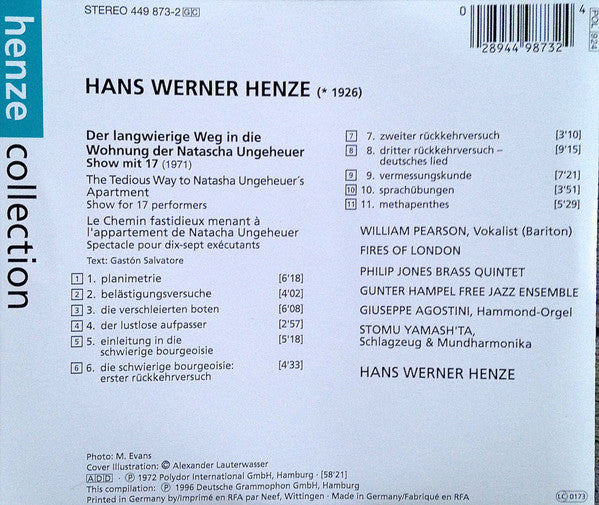 henze collection
STEREO 449 873-2 GC
0 28944 98732 4
POL 924
HANS WERNER HENZE (* 1926)
Der langwierige Weg in die
Wohnung der Natascha Ungeheuer
Show mit 17 (1971)
The Tedious Way to Natasha Ungeheuer's
Apartment
Show for 17 performers
Le Chemin fastidieux menant à
l'appartement de Natacha Ungeheuer
Spectacle pour dix-sept exécutants
Text: Gastón Salvatore
1 1. planimetrie [6'18]
2 2. belästigungsversuche [4'02]
3 3. die verschleierten boten [6'08]
4 4. der lustlose aufpasser [2'57]
5 5. einleitung in die [5'18]
schwierige bourgeoisie
6 6. die schwierige bourgeoisie: [4'33]
erster rückkehrversuch
7 7. zweiter rückkehrversuch [3'10]
8 8. dritter rückkehrversuch – [9'15]
deutsches lied
9 9. vermessungskunde [7'21]
10 10. sprachübungen [3'51]
11 11. methapenthes [5'29]
WILLIAM PEARSON, Vokalist (Bariton)
FIRES OF LONDON
PHILIP JONES BRASS QUINTET
GUNTER HAMPEL FREE JAZZ ENSEMBLE
GIUSEPPE AGOSTINI, Hammond-Orgel
STOMU YAMASH'TA,
Schlagzeug & Mundharmonika
HANS WERNER HENZE
Photo: M. Evans
Cover Illustration: © Alexander Lauterwasser
ADD · ℗ 1972 Polydor International GmbH, Hamburg · [58'21]
This compilation: ℗ 1996 Deutsche Grammophon GmbH, Hamburg
Printed in Germany by/Imprimé en RFA par Neef, Wittingen · Made in Germany/Fabriqué en RFA
LC 0173